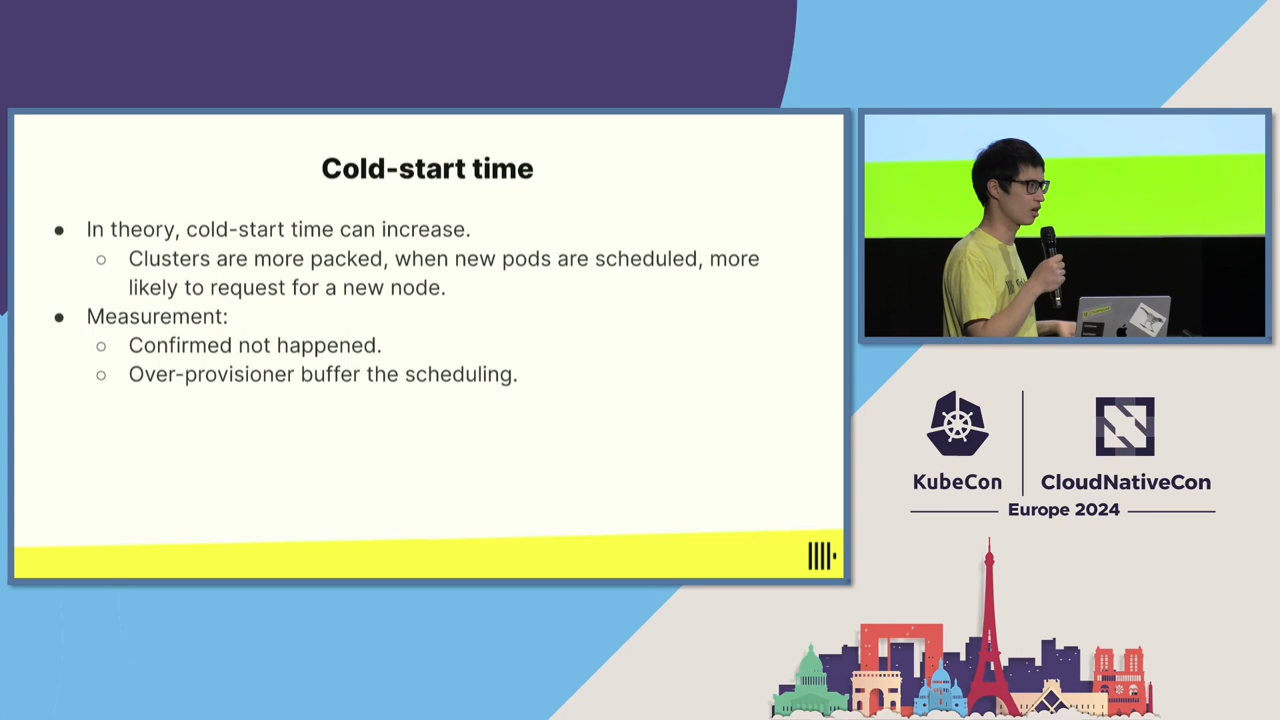 Cold-start time
● In theory, cold-start time can increase.
○ Clusters are more packed, when new pods are scheduled, more
likely to request for a new node.
● Measurement:
○ Confirmed not happened.
○ Over-provisioner buffer the scheduling.
KubeCon
CloudNativeCon
Europe 2024